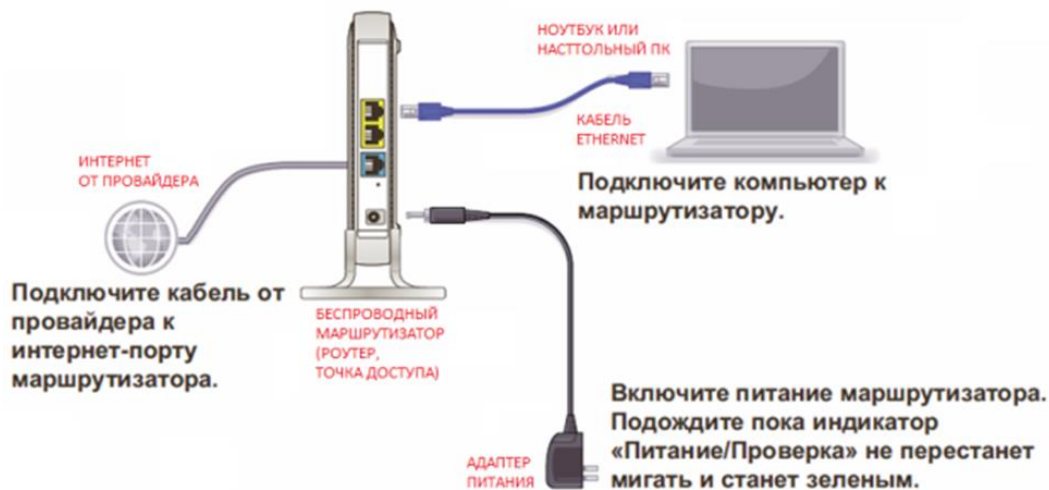 НОУТБУК ИЛИ
НАСТТОЛЬНЫЙ ПК
КАБЕЛЬ
ETHERNET
Подключите компьютер к
маршрутизатору.
ИНТЕРНЕТ
ОТ ПРОВАЙДЕРА
Подключите кабель от
провайдера к
интернет-порту
маршрутизатора.
БЕСПРОВОДНЫЙ
МАРШРУТИЗАТОР
(РОУТЕР,
ТОЧКА ДОСТУПА)
АДАПТЕР
ПИТАНИЯ
Включите питание маршрутизатора.
Подождите пока индикатор
«Питание/Проверка» не перестанет
мигать и станет зеленым.